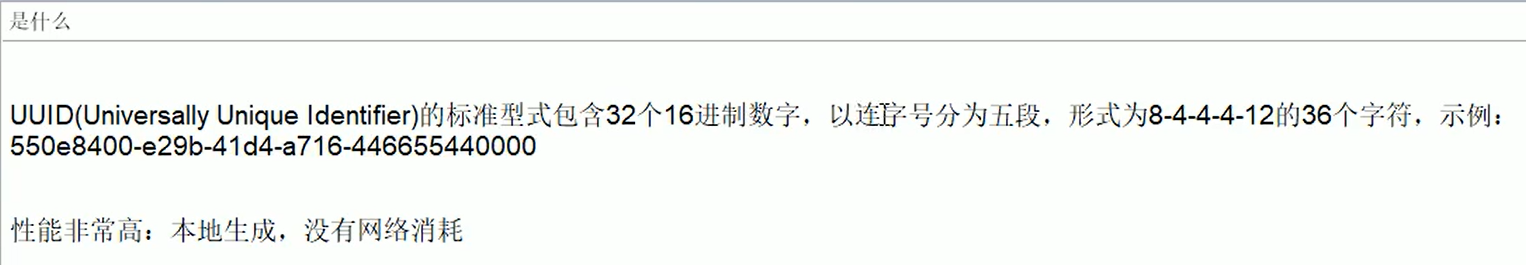 是什么
UUID(Universally Unique Identifier)的标准型式包含32个16进制数字，以连字号分为五段，形式为8-4-4-4-12的36个字符，示例：
550e8400-e29b-41d4-a716-446655440000
性能非常高：本地生成，没有网络消耗